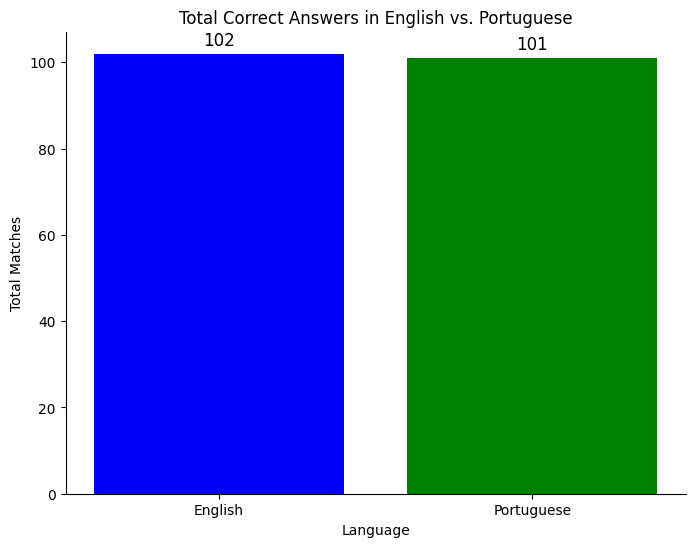 Total Correct Answers in English vs. Portuguese
102
101
100
80
60
40
20
0
Total Matches
English
Portuguese
Language